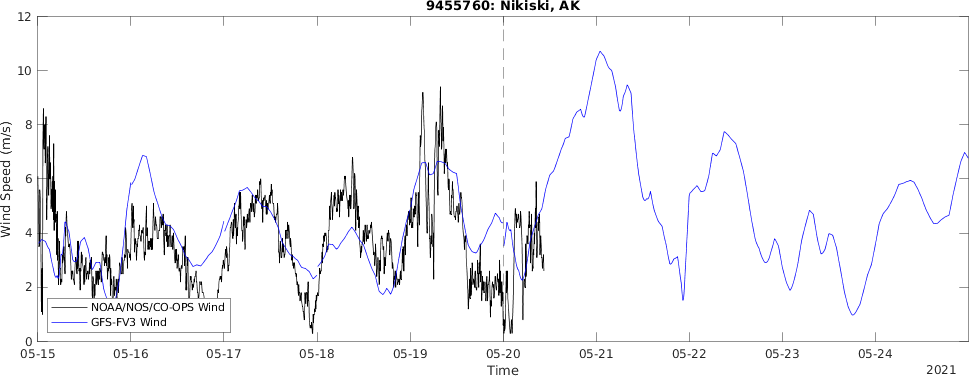 9455760: Nikiski, AK
Wind Speed (m/s)
12
10
8
6
4
2
0
NOAA/NOS/CO-OPS Wind
GFS-FV3 Wind
05-15 05-16 05-17 05-18 05-19 05-20 05-21 05-22 05-23 05-24
Time
2021